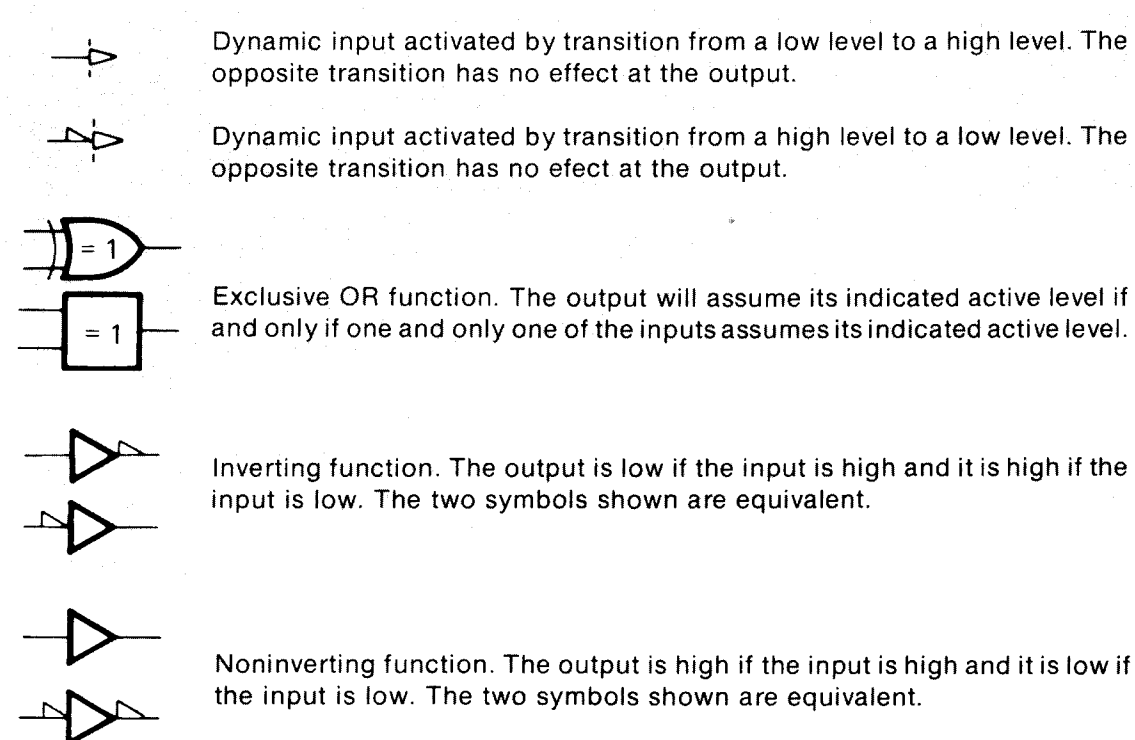 Dynamic input activated by transition from a low level to a high level. The
opposite transition has no effect at the output.
Dynamic input activated by transition from a high level to a low level. The
opposite transition has no efect at the output.
= 1
= 1
Exclusive OR function. The output will assume its indicated active level if
and only if one and only one of the inputs assumes its indicated active level.
Inverting function. The output is low if the input is high and it is high if the
input is low. The two symbols shown are equivalent.
Noninverting function. The output is high if the input is high and it is low if
the input is low. The two symbols shown are equivalent.